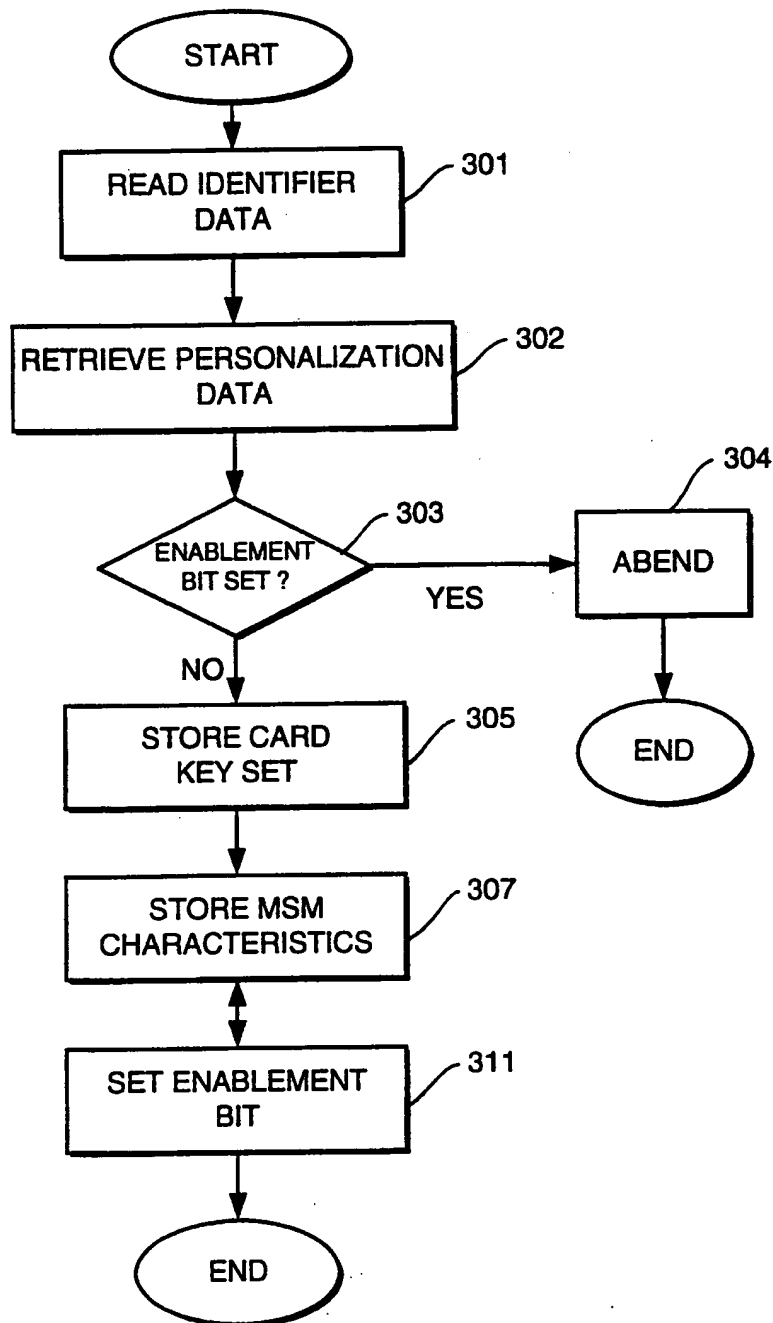 START
301
READ IDENTIFIER
DATA
302
RETRIEVE PERSONALIZATION
DATA
303
304
ENABLEMENT
BIT SET ?
ABEND
YES
NO
305
STORE CARD
KEY SET
END
307
STORE MSM
CHARACTERISTICS
311
SET ENABLEMENT
BIT
END